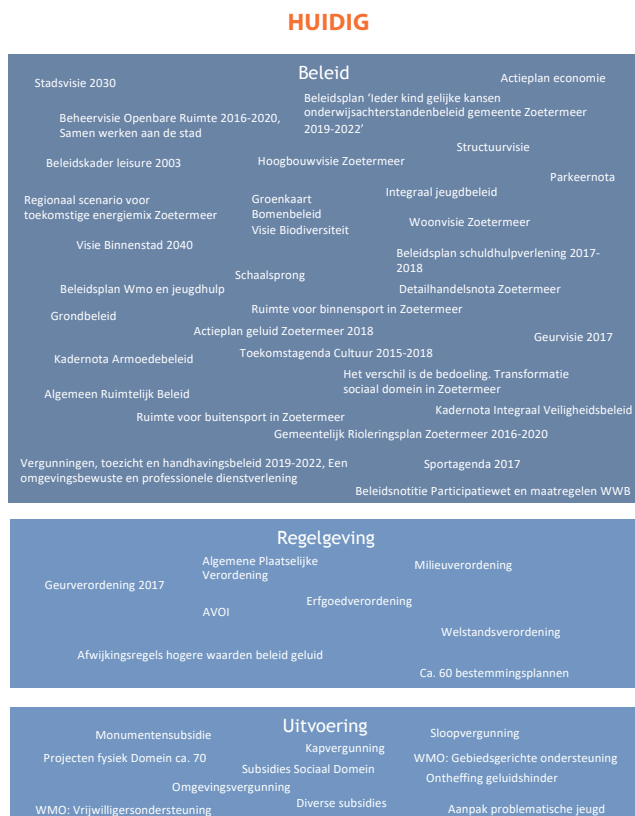 HUIDIG
Beleid
Stadsvisie 2030
Actieplan economie
Beleidsplan ‘Ieder kind gelijke kansen
onderwijsachterstandenbeleid gemeente Zoetermeer
2019-2022’
Beheervisie Openbare Ruimte 2016-2020,
Samen werken aan de stad
Structuurvisie
Beleidskader leisure 2003
Hoogbouwvisie Zoetermeer
Parkeernota
Integraal jeugdbeleid
Regionaal scenario voor
toekomstige energiemix Zoetermeer
Groenkaart
Bomenbeleid
Visie Biodiversiteit
Woonvisie Zoetermeer
Visie Binnenstad 2040
Beleidsplan schuldhulpverlening 2017-
2018
Schaalsprong
Beleidsplan Wmo en jeugdhulp
Detailhandelsnota Zoetermeer
Grondbeleid
Ruimte voor binnensport in Zoetermeer
Actieplan geluid Zoetermeer 2018
Geurvisie 2017
Kadernota Armoedebeleid
Toekomstagenda Cultuur 2015-2018
Het verschil is de bedoeling. Transformatie
sociaal domein in Zoetermeer
Algemeen Ruimtelijk Beleid
Kadernota Integraal Veiligheidsbeleid
Ruimte voor buitensport in Zoetermeer
Gemeentelijk Rioleringsplan Zoetermeer 2016-2020
Vergunningen, toezicht en handhavingsbeleid 2019-2022, Een
omgevingsbewuste en professionele dienstverlening
Sportagenda 2017
Beleidsnotitie Participatiewet en maatregelen WWB
Regelgeving
Algemene Plaatselijke
Verordening
Milieuverordening
Geurverordening 2017
Erfgoedverordening
AVOI
Welstandsverordening
Afwijkingsregels hogere waarden beleid geluid
Ca. 60 bestemmingsplannen
Uitvoering
Monumentensubsidie
Sloopvergunning
Kapvergunning
Projecten fysiek Domein ca. 70
WMO: Gebiedsgerichte ondersteuning
Subsidies Sociaal Domein
Ontheffing geluidshinder
Omgevingsvergunning
Diverse subsidies
WMO: Vrijwilligersondersteuning
Aanpak problematische jeugd